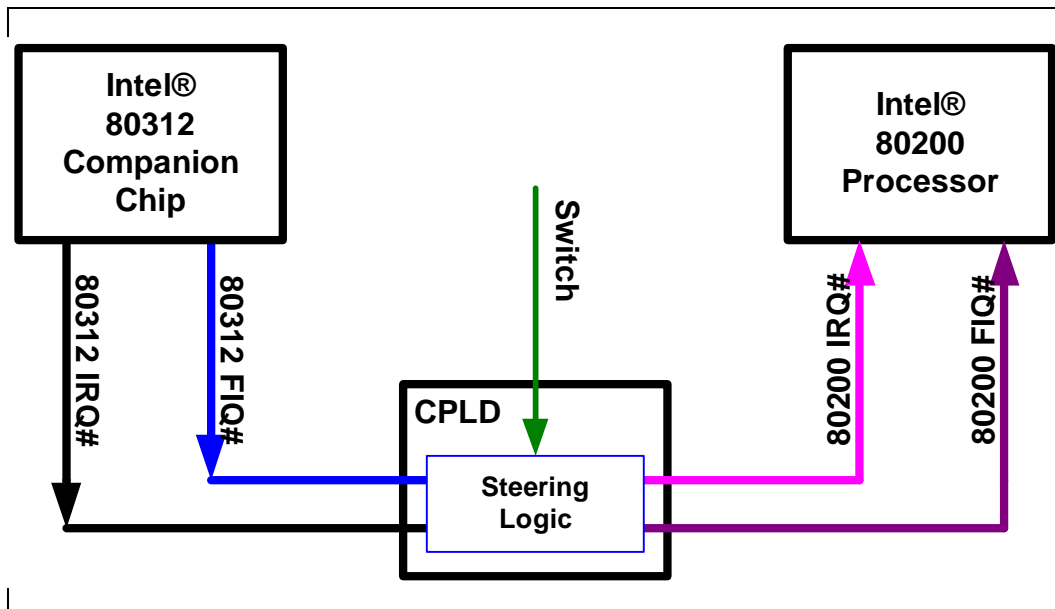 Intel®
80312
Companion
Chip
Intel®
80200
Processor
Switch
80312 IRQ#
80312 FIQ#
80200 IRQ#
80200 FIQ#
CPLD
Steering
Logic